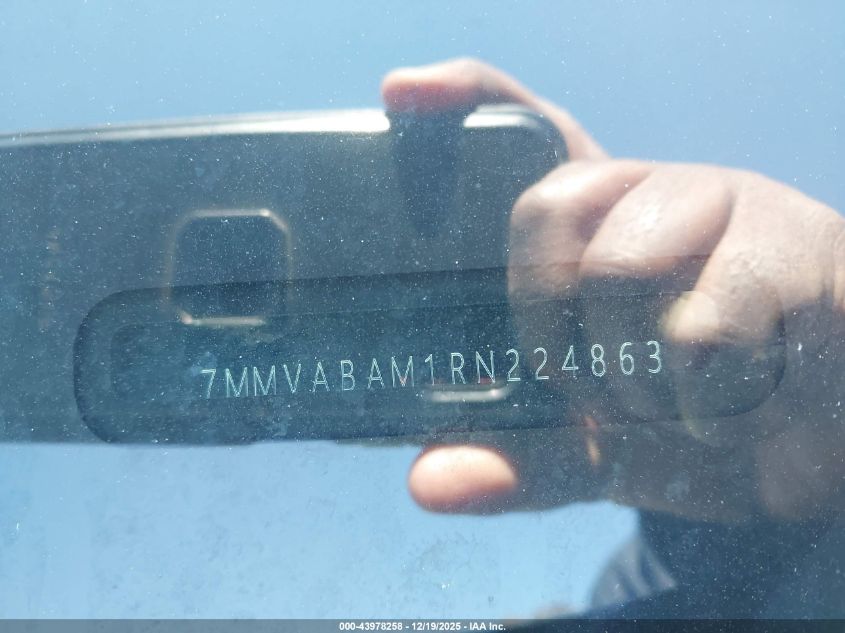 7MMVABAM1RN224863
000-43978258 - 12/19/2025 - IAA Inc.